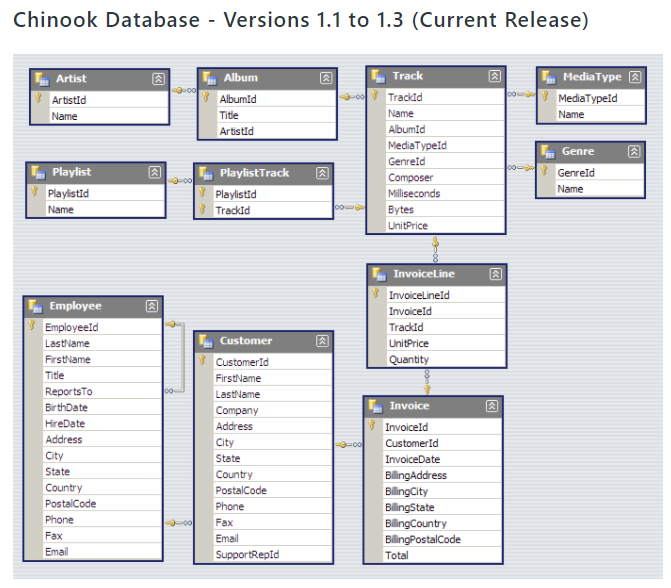 Chinook Database - Versions 1.1 to 1.3 (Current Release)
Artist
ArtistId
Name
Album
AlbumId
Title
ArtistId
Track
TrackId
Name
AlbumId
MediaTypeId
GenreId
Composer
Milliseconds
Bytes
UnitPrice
MediaType
MediaTypeId
Name
Genre
GenreId
Name
Playlist
PlaylistId
Name
PlaylistTrack
PlaylistId
TrackId
InvoiceLine
InvoiceLineId
InvoiceId
TrackId
UnitPrice
Quantity
Employee
EmployeeId
LastName
FirstName
Title
ReportsTo
BirthDate
HireDate
Address
City
State
Country
PostalCode
Phone
Fax
Email
Customer
CustomerId
FirstName
LastName
Company
Address
City
State
Country
PostalCode
Phone
Fax
Email
SupportRepId
Invoice
InvoiceId
CustomerId
InvoiceDate
BillingAddress
BillingCity
BillingState
BillingCountry
BillingPostalCode
Total